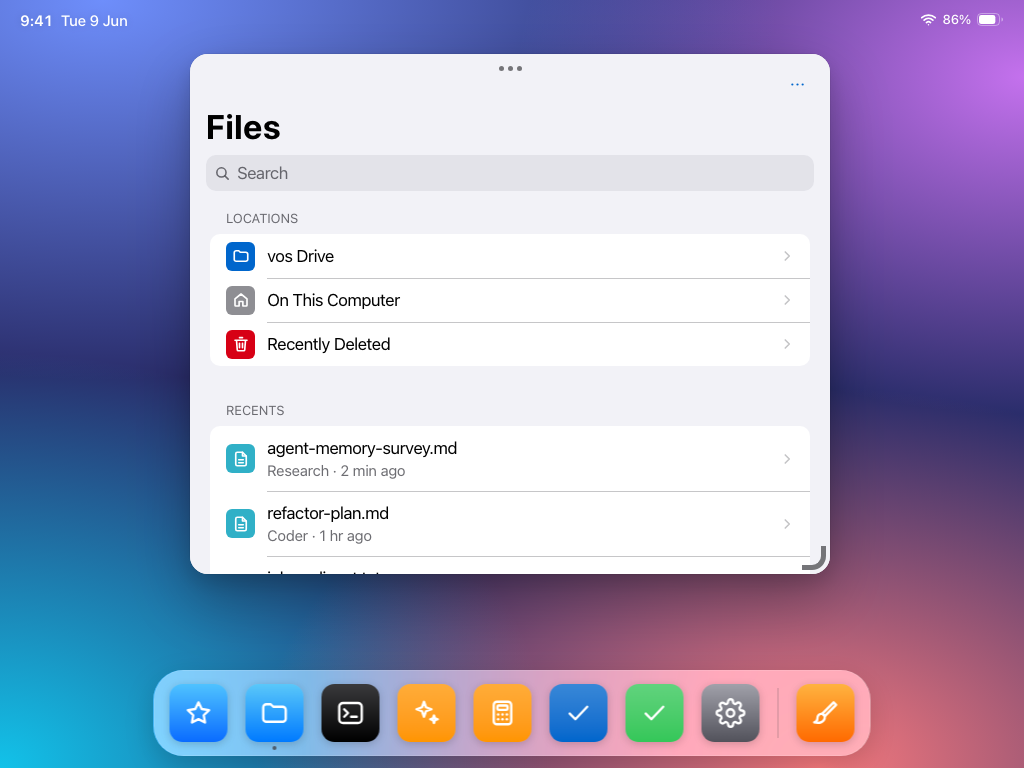 9:41 Tue 9 Jun
86%
Files
Search
LOCATIONS
vos Drive
On This Computer
Recently Deleted
RECENTS
agent-memory-survey.md
Research · 2 min ago
refactor-plan.md
Coder · 1 hr ago